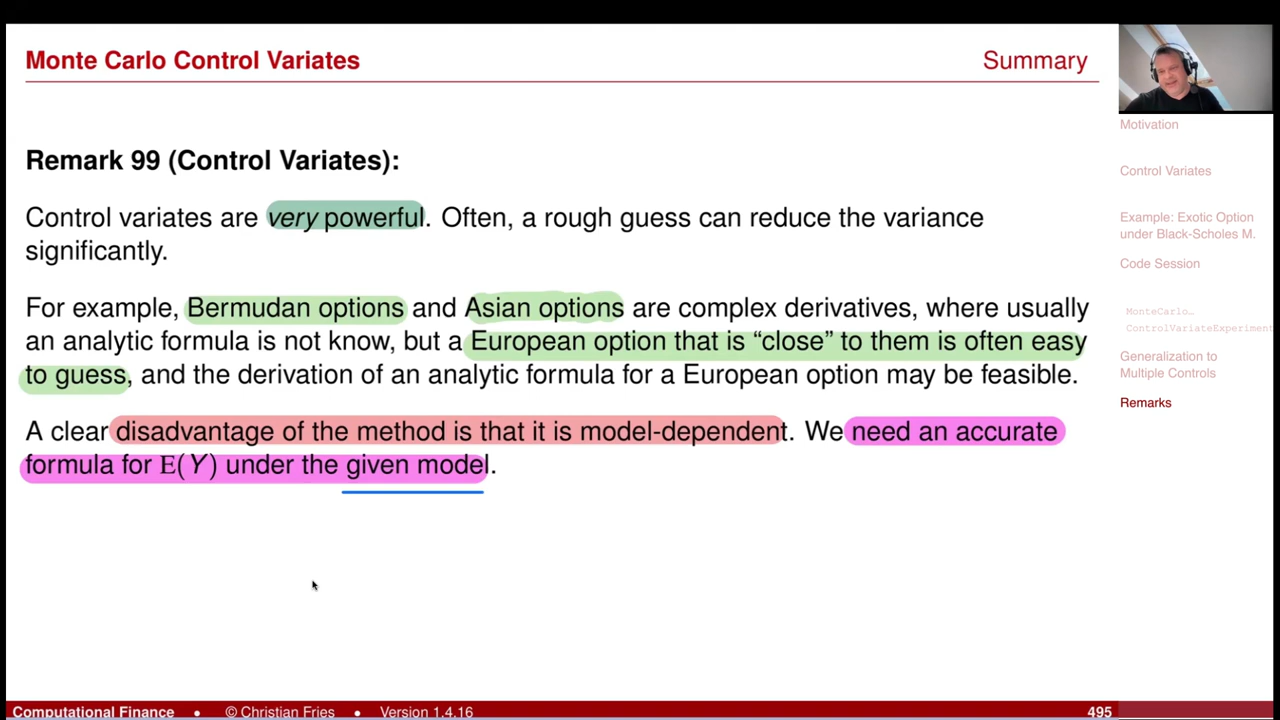 Monte Carlo Control Variates
Summary
Remark 99 (Control Variates):
Control variates are very powerful. Often, a rough guess can reduce the variance
significantly.
For example, Bermudan options and Asian options are complex derivatives, where usually
an analytic formula is not know, but a European option that is “close” to them is often easy
to guess, and the derivation of an analytic formula for a European option may be feasible.
A clear disadvantage of the method is that it is model-dependent. We need an accurate
formula for E(Y) under the given model.
Motivation
Control Variates
Example: Exotic Option
under Black-Scholes M.
Code Session
MonteCarlo…
ControlVariateExperiment
Generalization to
Multiple Controls
Remarks
Computational Finance • © Christian Fries • Version 1.4.16
495